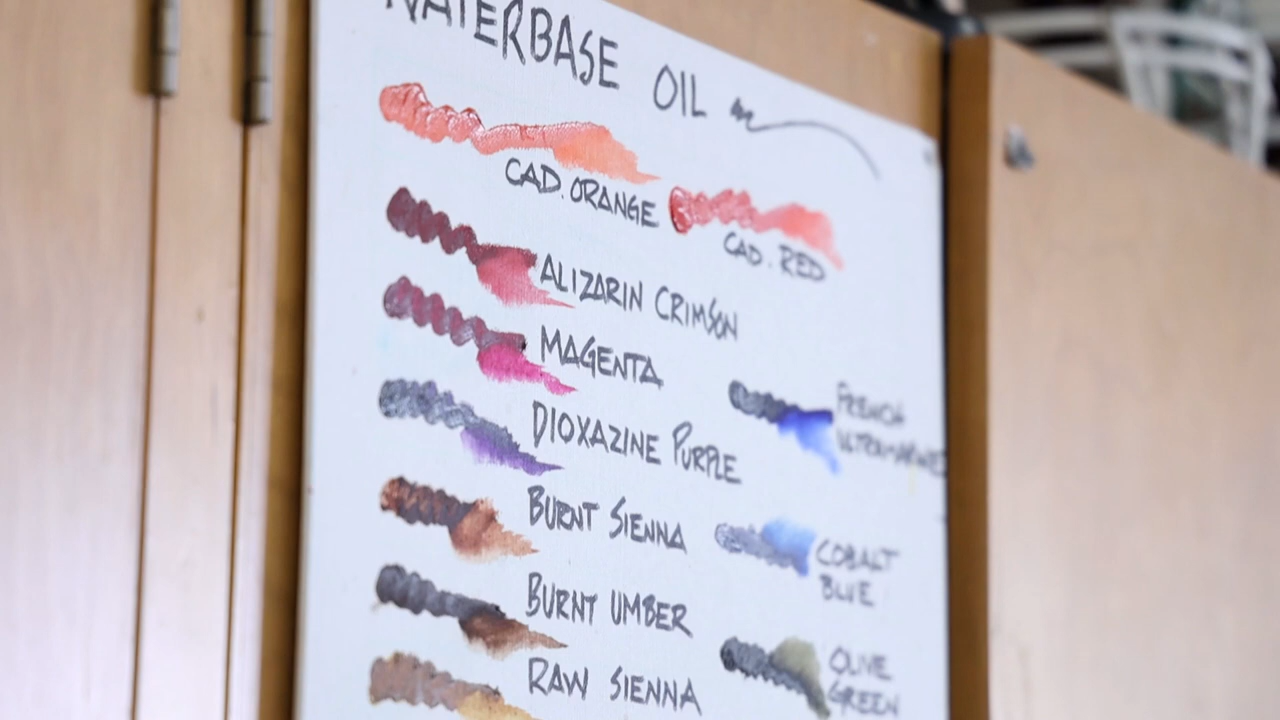 WATERBASE OIL
CAD. ORANGE
CAD. RED
ALIZARIN CRIMSON
MAGENTA
DIOXAZINE PURPLE
FRENCH
ULTRAMARINE
BURNT SIENNA
COBALT
BLUE
BURNT UMBER
OLIVE
GREEN
RAW SIENNA